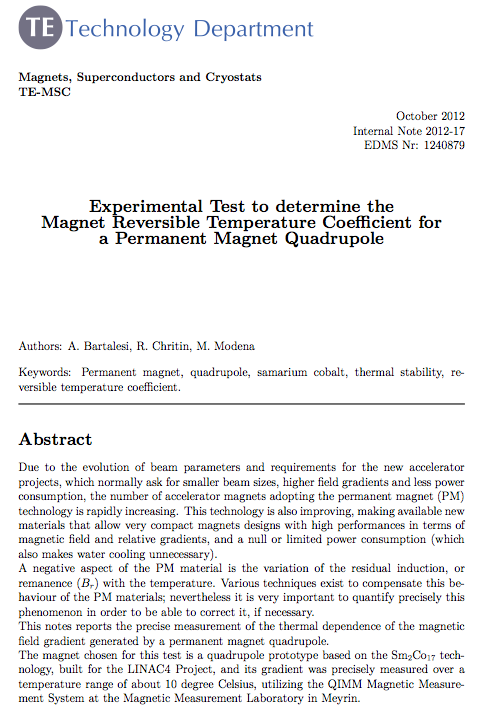 TE Technology Department
Magnets, Superconductors and Cryostats
TE-MSC
October 2012
Internal Note 2012-17
EDMS Nr: 1240879
Experimental Test to determine the
Magnet Reversible Temperature Coefficient for
a Permanent Magnet Quadrupole
Authors: A. Bartalesi, R. Chritin, M. Modena
Keywords: Permanent magnet, quadrupole, samarium cobalt, thermal stability, re-
versible temperature coefficient.
Abstract
Due to the evolution of beam parameters and requirements for the new accelerator
projects, which normally ask for smaller beam sizes, higher field gradients and less power
consumption, the number of accelerator magnets adopting the permanent magnet (PM)
technology is rapidly increasing. This technology is also improving, making available new
materials that allow very compact magnets designs with high performances in terms of
magnetic field and relative gradients, and a null or limited power consumption (which
also makes water cooling unnecessary).
A negative aspect of the PM material is the variation of the residual induction, or
remanence (Bᵣ) with the temperature. Various techniques exist to compensate this be-
haviour of the PM materials; nevertheless it is very important to quantify precisely this
phenomenon in order to be able to correct it, if necessary.
This notes reports the precise measurement of the thermal dependence of the magnetic
field gradient generated by a permanent magnet quadrupole.
The magnet chosen for this test is a quadrupole prototype based on the Sm₂Co₁₇ tech-
nology, built for the LINAC4 Project, and its gradient was precisely measured over a
temperature range of about 10 degree Celsius, utilizing the QIMM Magnetic Measure-
ment System at the Magnetic Measurement Laboratory in Meyrin.